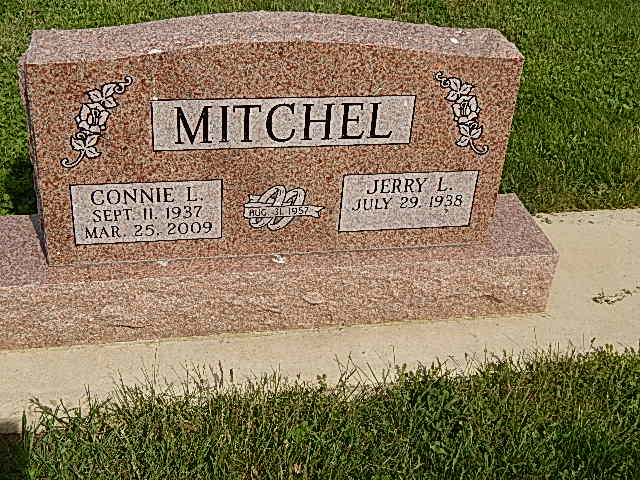 MITCHEL
CONNIE L.
SEPT. 11. 1937
MAR. 25. 2009
AUG. 31. 1957
JERRY L.
JULY 29. 1938